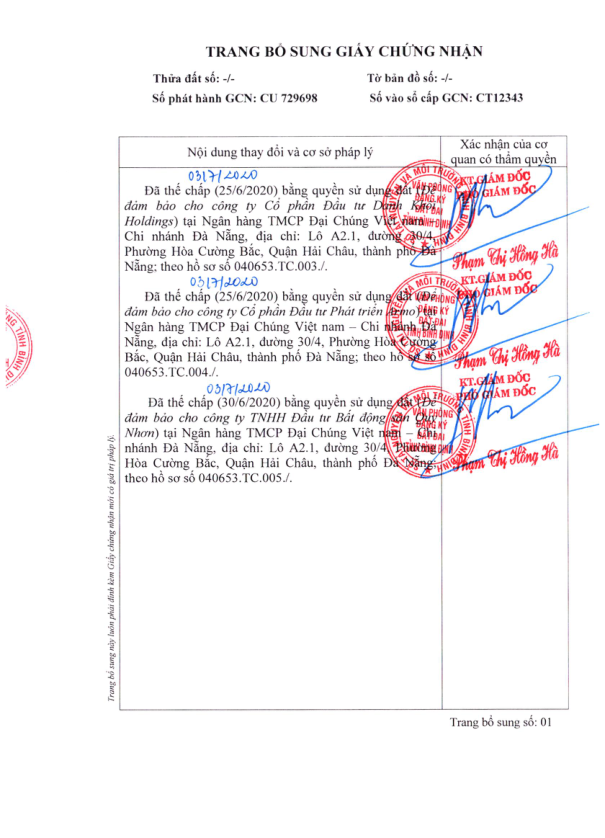 TRANG BỔ SUNG GIẤY CHỨNG NHẬN
Thửa đất số: -/-
Tờ bản đồ số: -/-
Số phát hành GCN: CU 729698
Số vào sổ cấp GCN: CT12343
Nội dung thay đổi và cơ sở pháp lý
Xác nhận của cơ
quan có thẩm quyền
03/7/2020
Đã thế chấp (25/6/2020) bằng quyền sử dụng đất (Để
đảm bảo cho công ty Cổ phần Đầu tư Danh Khôi
Holdings) tại Ngân hàng TMCP Đại Chúng Việt nam –
Chi nhánh Đà Nẵng, địa chỉ: Lô A2.1, đường 30/4,
Phường Hòa Cường Bắc, Quận Hải Châu, thành phố Đà
Nẵng; theo hồ sơ số 040653.TC.003./.
KT.GIÁM ĐỐC
PHÓ GIÁM ĐỐC
Phạm Thị Hồng Hà
03/7/2020
Đã thế chấp (25/6/2020) bằng quyền sử dụng đất (Để
đảm bảo cho công ty Cổ phần Đầu tư Phát triển Armo) tại
Ngân hàng TMCP Đại Chúng Việt nam – Chi nhánh Đà
Nẵng, địa chỉ: Lô A2.1, đường 30/4, Phường Hòa Cường
Bắc, Quận Hải Châu, thành phố Đà Nẵng; theo hồ sơ số
040653.TC.004./.
KT.GIÁM ĐỐC
PHÓ GIÁM ĐỐC
Phạm Thị Hồng Hà
03/7/2020
Đã thế chấp (30/6/2020) bằng quyền sử dụng đất (Để
đảm bảo cho công ty TNHH Đầu tư Bất động sản Quy
Nhơn) tại Ngân hàng TMCP Đại Chúng Việt nam – Chi
nhánh Đà Nẵng, địa chỉ: Lô A2.1, đường 30/4, Phường
Hòa Cường Bắc, Quận Hải Châu, thành phố Đà Nẵng;
theo hồ sơ số 040653.TC.005./.
KT.GIÁM ĐỐC
PHÓ GIÁM ĐỐC
Phạm Thị Hồng Hà
VĂN PHÒNG
ĐĂNG KÝ
ĐẤT ĐAI
TỈNH BÌNH ĐỊNH
Trang bổ sung này luôn phải đính kèm Giấy chứng nhận mới có giá trị pháp lý.
Trang bổ sung số: 01